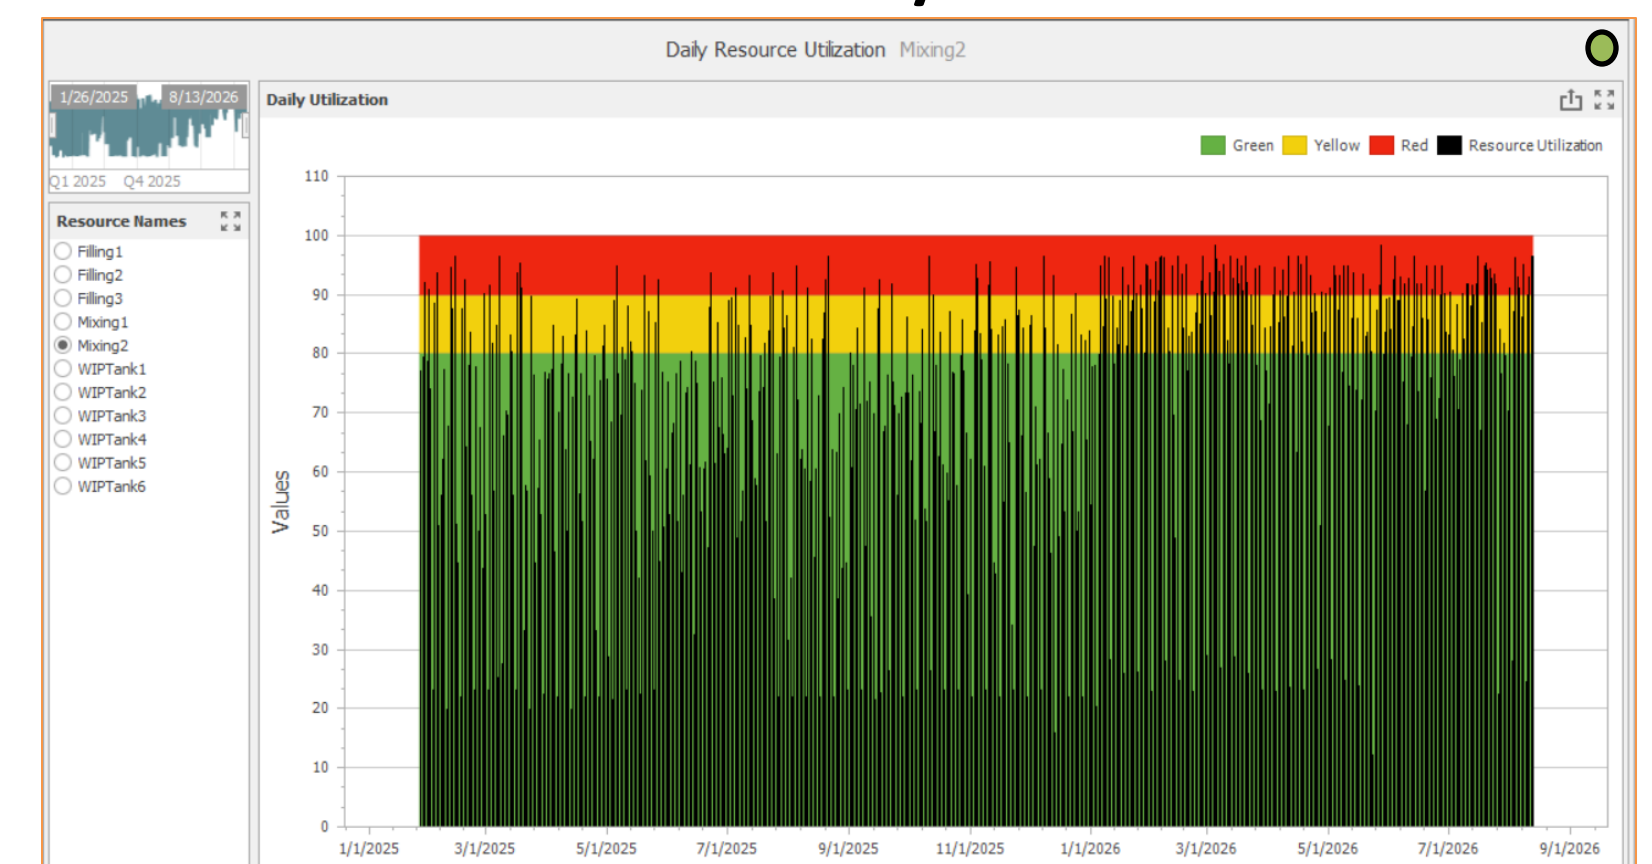 Daily Resource Utilization Mixing2
1/26/2025 8/13/2026
Q1 2025 Q4 2025
Resource Names
Filling1
Filling2
Filling3
Mixing1
Mixing2
WIPTank1
WIPTank2
WIPTank3
WIPTank4
WIPTank5
WIPTank6
Daily Utilization
Green Yellow Red Resource Utilization
Values
110
100
90
80
70
60
50
40
30
20
10
0
1/1/2025 3/1/2025 5/1/2025 7/1/2025 9/1/2025 11/1/2025 1/1/2026 3/1/2026 5/1/2026 7/1/2026 9/1/2026